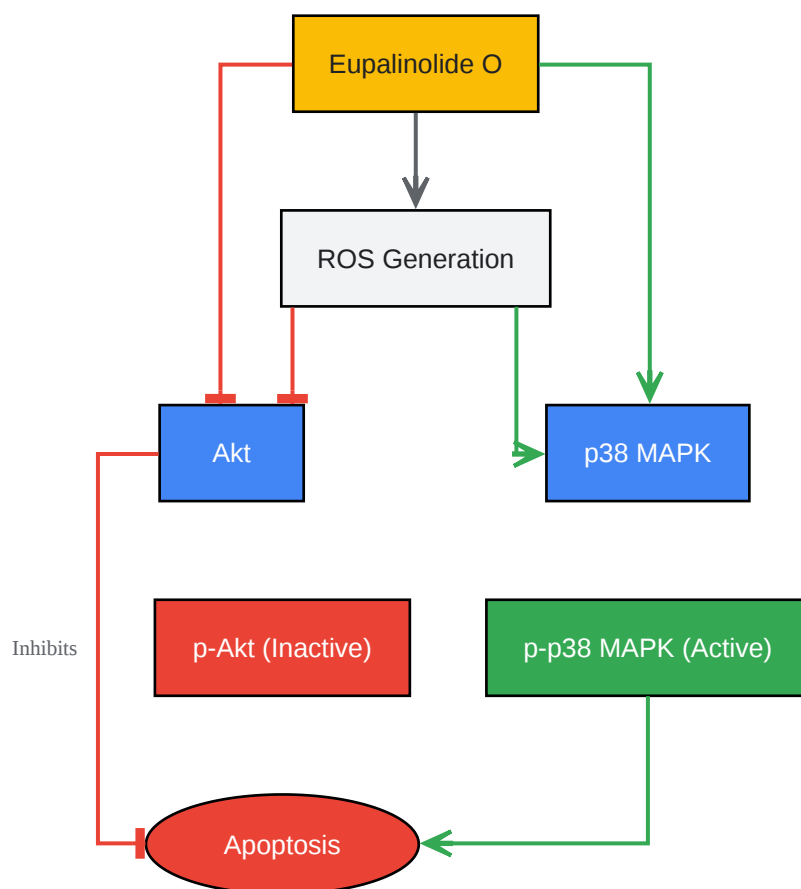 Eupalinolide O
ROS Generation
Akt
p38 MAPK
Inhibits
p-Akt (Inactive)
p-p38 MAPK (Active)
Apoptosis